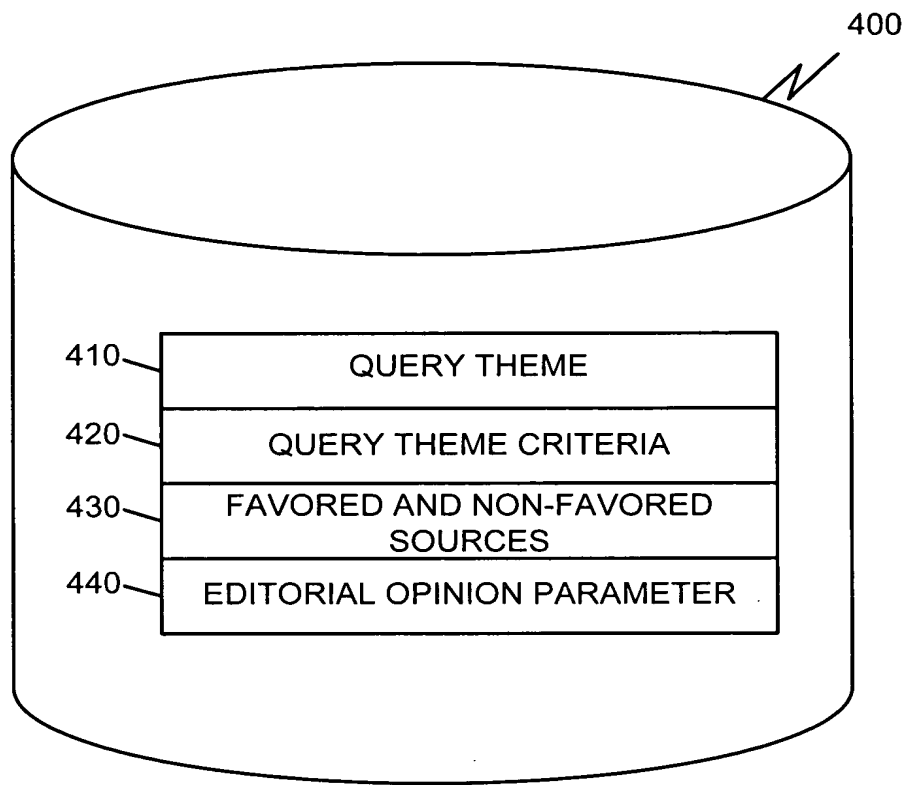 400
410 QUERY THEME
420 QUERY THEME CRITERIA
430 FAVORED AND NON-FAVORED
SOURCES
440 EDITORIAL OPINION PARAMETER